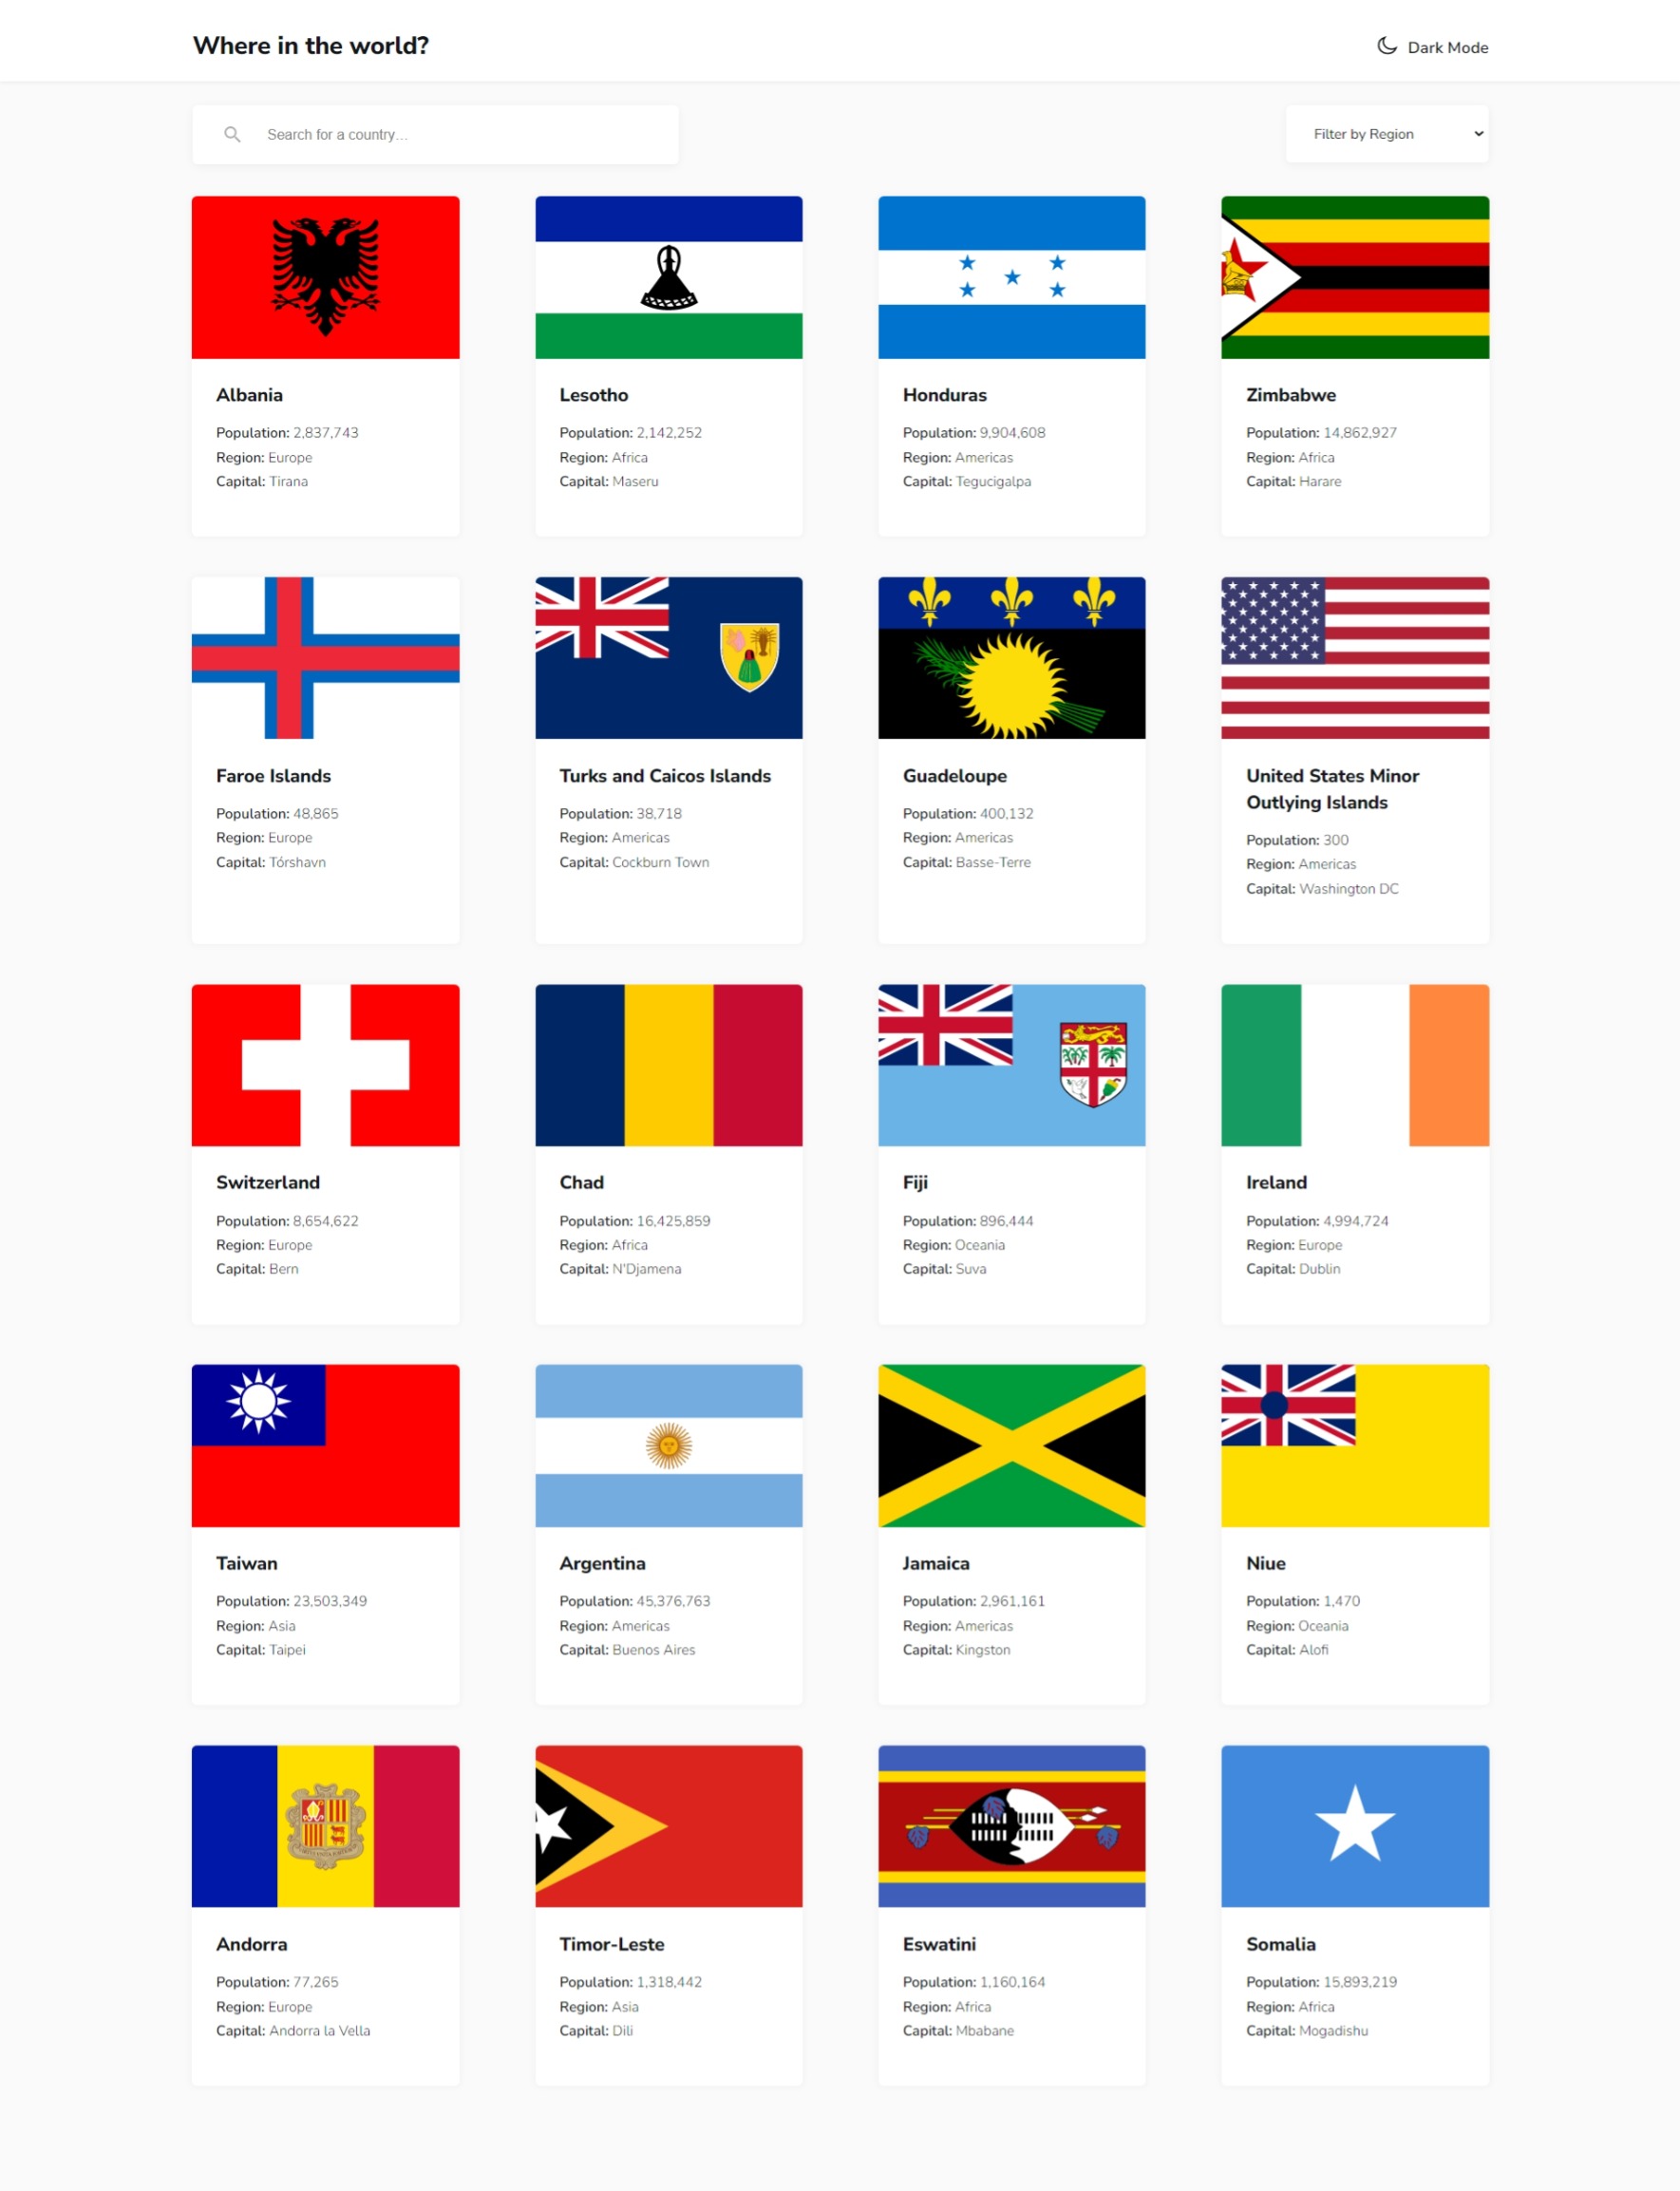 Where in the world?
Dark Mode
Search for a country...
Filter by Region
Albania
Population: 2,837,743
Region: Europe
Capital: Tirana
Lesotho
Population: 2,142,252
Region: Africa
Capital: Maseru
Honduras
Population: 9,904,608
Region: Americas
Capital: Tegucigalpa
Zimbabwe
Population: 14,862,927
Region: Africa
Capital: Harare
Faroe Islands
Population: 48,865
Region: Europe
Capital: Tórshavn
Turks and Caicos Islands
Population: 38,718
Region: Americas
Capital: Cockburn Town
Guadeloupe
Population: 400,132
Region: Americas
Capital: Basse-Terre
United States Minor
Outlying Islands
Population: 300
Region: Americas
Capital: Washington DC
Switzerland
Population: 8,654,622
Region: Europe
Capital: Bern
Chad
Population: 16,425,859
Region: Africa
Capital: N'Djamena
Fiji
Population: 896,444
Region: Oceania
Capital: Suva
Ireland
Population: 4,994,724
Region: Europe
Capital: Dublin
Taiwan
Population: 23,503,349
Region: Asia
Capital: Taipei
Argentina
Population: 45,376,763
Region: Americas
Capital: Buenos Aires
Jamaica
Population: 2,961,161
Region: Americas
Capital: Kingston
Niue
Population: 1,470
Region: Oceania
Capital: Alofi
Andorra
Population: 77,265
Region: Europe
Capital: Andorra la Vella
Timor-Leste
Population: 1,318,442
Region: Asia
Capital: Dili
Eswatini
Population: 1,160,164
Region: Africa
Capital: Mbabane
Somalia
Population: 15,893,219
Region: Africa
Capital: Mogadishu